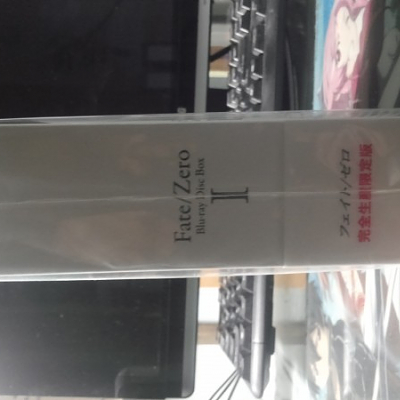 Fate/Zero
Blu-ray Disc Box
II
フェイト/ゼロ
完全生産限定版